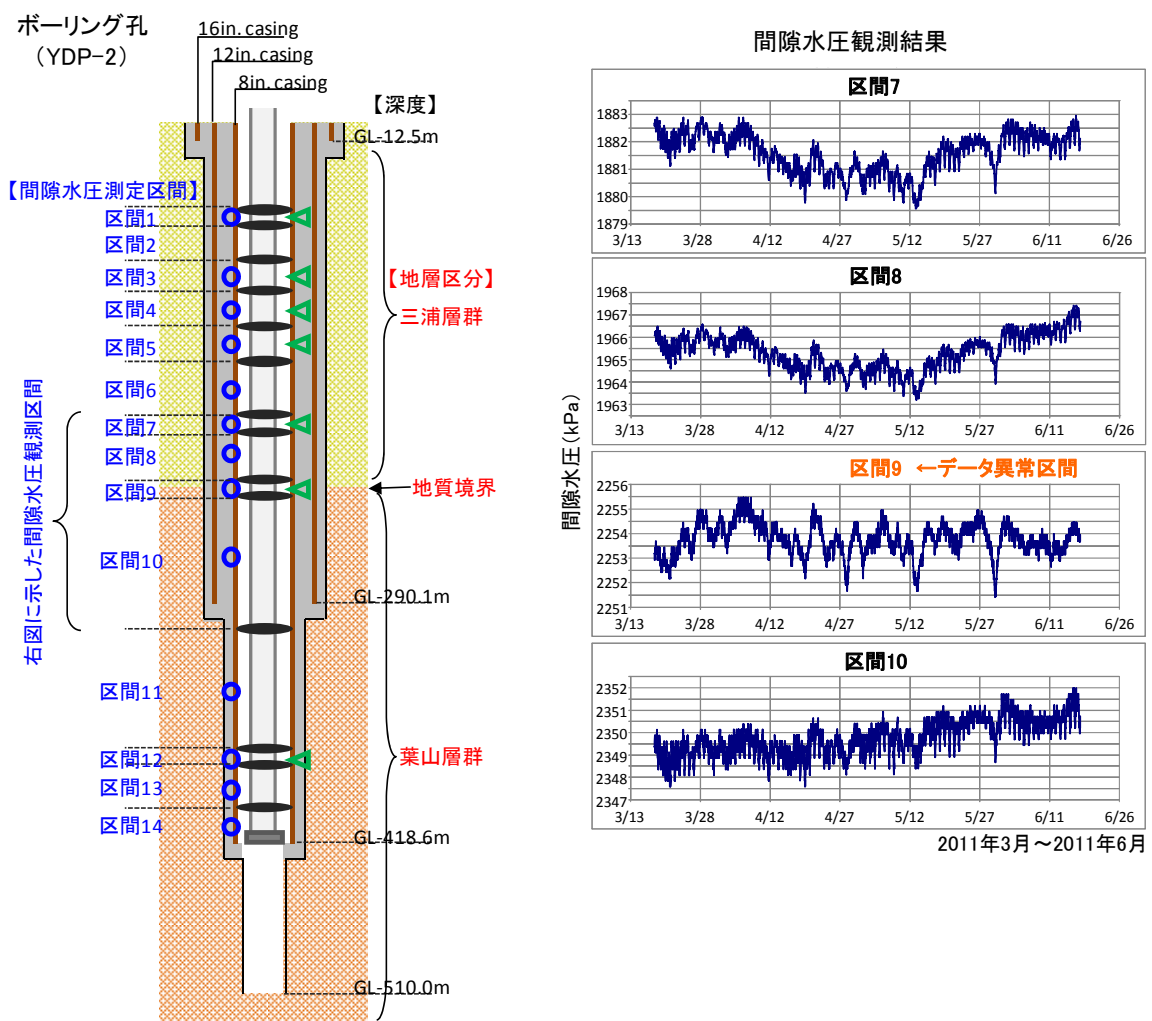 ボーリング孔
（YDP-2）
16in. casing
12in. casing
8in. casing
【深度】
GL-12.5m
【間隙水圧測定区間】
区間1
区間2
区間3
区間4
区間5
区間6
区間7
区間8
区間9
区間10
区間11
区間12
区間13
区間14
右図に示した間隙水圧観測区間
【地層区分】
三浦層群
地質境界
GL-290.1m
葉山層群
GL-418.6m
GL-510.0m
間隙水圧観測結果
間隙水圧（kPa）
区間7
1883
1882
1881
1880
1879
3/13 3/28 4/12 4/27 5/12 5/27 6/11 6/26
区間8
1968
1967
1966
1965
1964
1963
3/13 3/28 4/12 4/27 5/12 5/27 6/11 6/26
区間9 ←データ異常区間
2256
2255
2254
2253
2252
2251
3/13 3/28 4/12 4/27 5/12 5/27 6/11 6/26
区間10
2352
2351
2350
2349
2348
2347
3/13 3/28 4/12 4/27 5/12 5/27 6/11 6/26
2011年3月～2011年6月